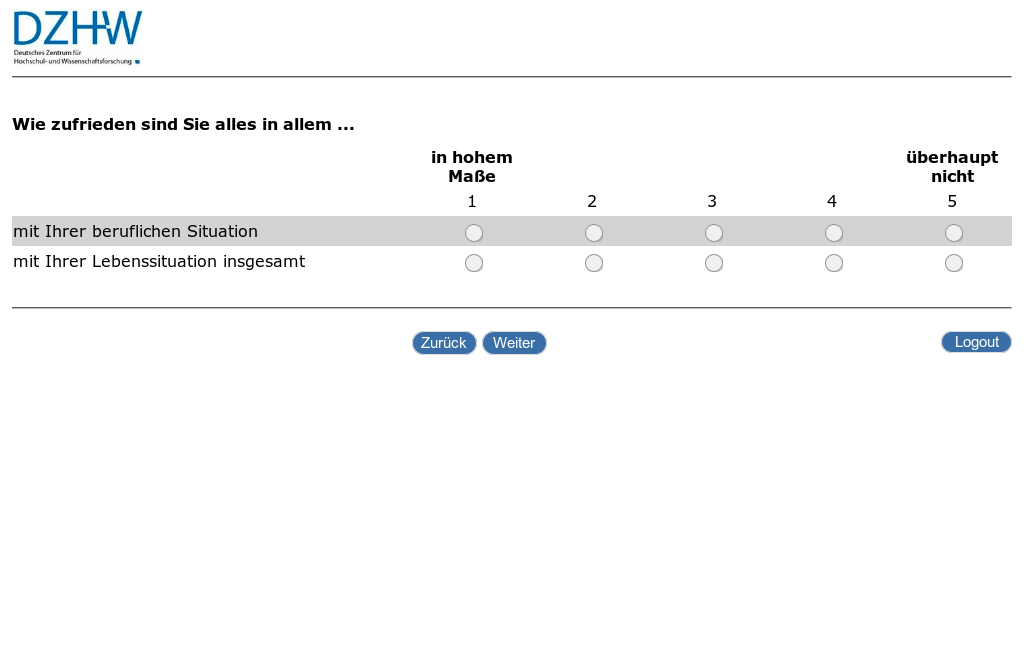 DZHW
Deutsches Zentrum für
Hochschul- und Wissenschaftsforschung
Wie zufrieden sind Sie alles in allem ...
in hohem Maße
überhaupt nicht
1 2 3 4 5
mit Ihrer beruflichen Situation
mit Ihrer Lebenssituation insgesamt
Zurück Weiter Logout